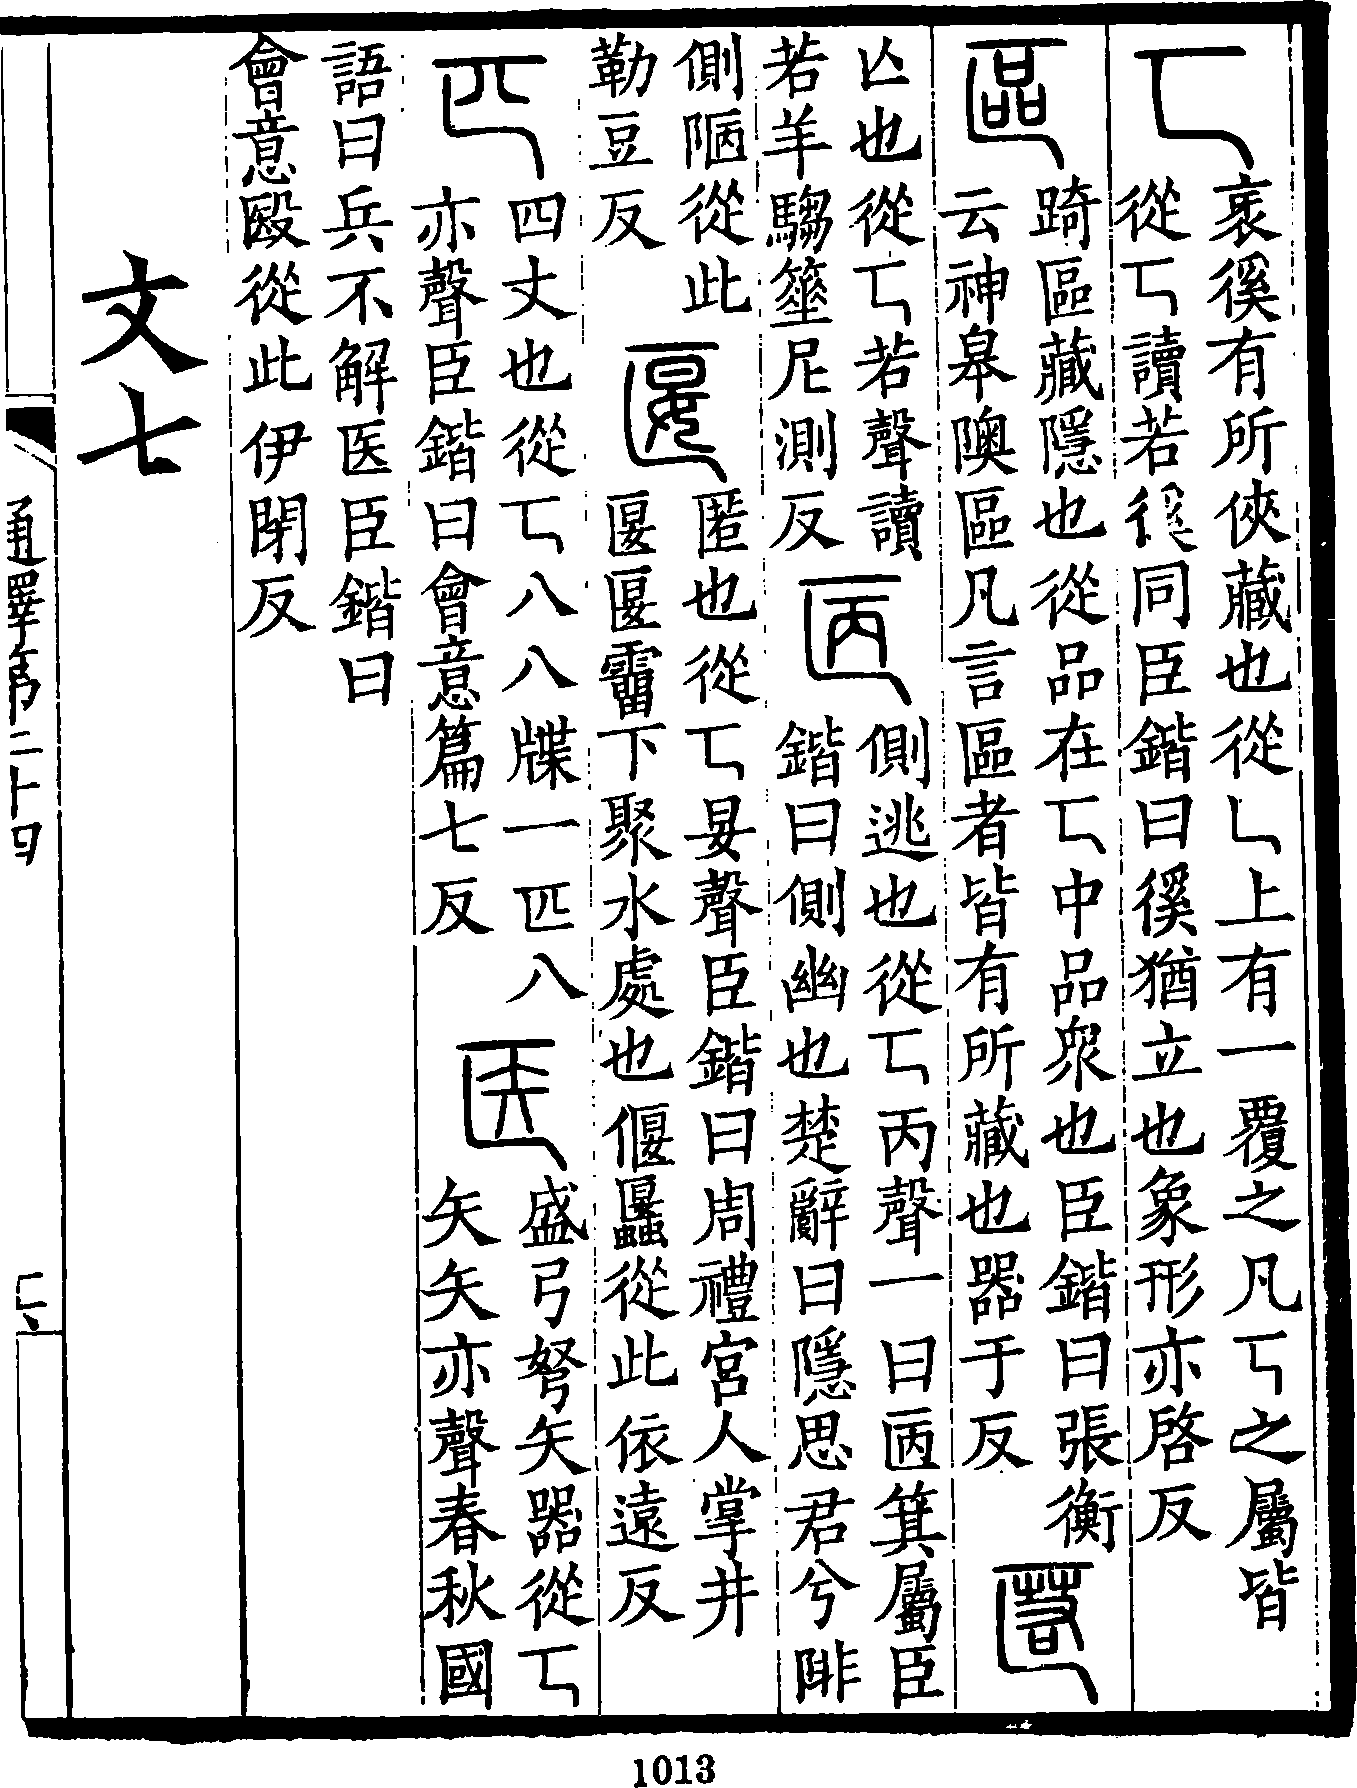 匸
衺徯有所俠藏也從乚上有一覆之凡匸之屬皆
從匸讀若徯同臣鍇曰徯猶立也象形亦啓反
區
踦區藏隱也從品在匸中品衆也臣鍇曰張衡
云神皋隩區凡言區者皆有所藏也器于反
匿
亾也從匸若聲讀
若羊騶箠尼測反
𠥟
側逃也從匸丙聲一曰𠥟箕屬臣
鍇曰側幽也楚辭曰隱思君兮陫
側陋從此
勒豆反
匽
匿也從匸妟聲臣鍇曰周禮宮人掌井
匽匽霤下聚水處也偃從此依遠反
匹
四丈也從匸八八牒一匹八
亦聲臣鍇曰會意篇七反
医
盛弓弩矢器從匸
矢矢亦聲春秋國
語曰兵不解医臣鍇曰
會意殹從此伊閉反
文七
通釋第二十四
1013